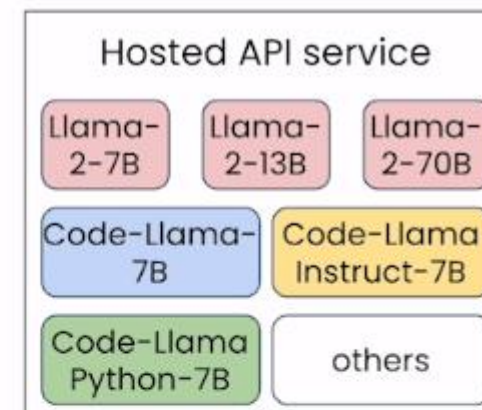 Hosted API service
Llama-
2-7B
Llama-
2-13B
Llama-
2-70B
Code-Llama-
7B
Code-Llama
Instruct-7B
Code-Llama
Python-7B
others